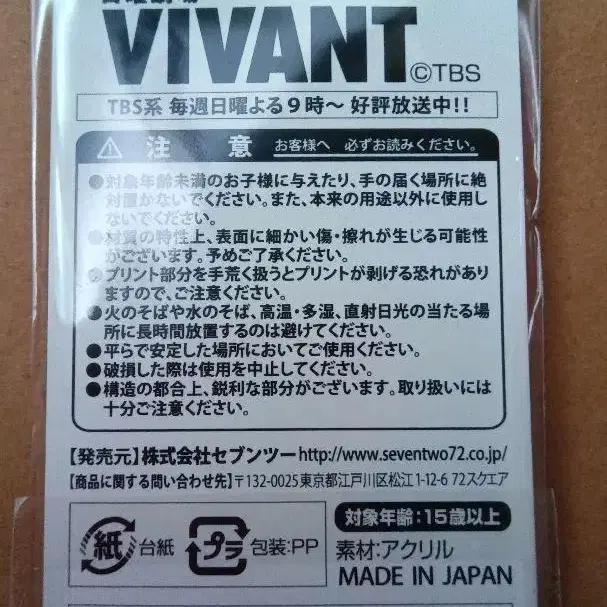 日曜劇場
VIVANT
©TBS
TBS系 毎週日曜よる9時～ 好評放送中!!
注 意 お客様へ 必ずお読みください。
●対象年齢未満のお子様に与えたり、手の届く場所に絶
対置かないでください。また、本来の用途以外に使用し
ないでください。
●材質の特性上、表面に細かい傷・擦れが生じる可能性
がございます。予めご了承ください。
●プリント部分を手荒く扱うとプリントが剥げる恐れがあり
ますので、ご注意ください。
●火のそばや水のそば、高温・多湿、直射日光の当たる場
所に長時間放置するのは避けてください。
●平らで安定した場所においてご使用ください。
●破損した際は使用を中止してください。
●構造の都合上、鋭利な部分がございます。取り扱いには
十分ご注意ください。
【発売元】株式会社セブンツーhttp://www.seventwo72.co.jp/
【商品に関する問い合わせ先】〒132-0025 東京都江戸川区松江1-12-6 72スクエア
紙 台紙 プラ 包装:PP
対象年齢:15歳以上
素材:アクリル
MADE IN JAPAN